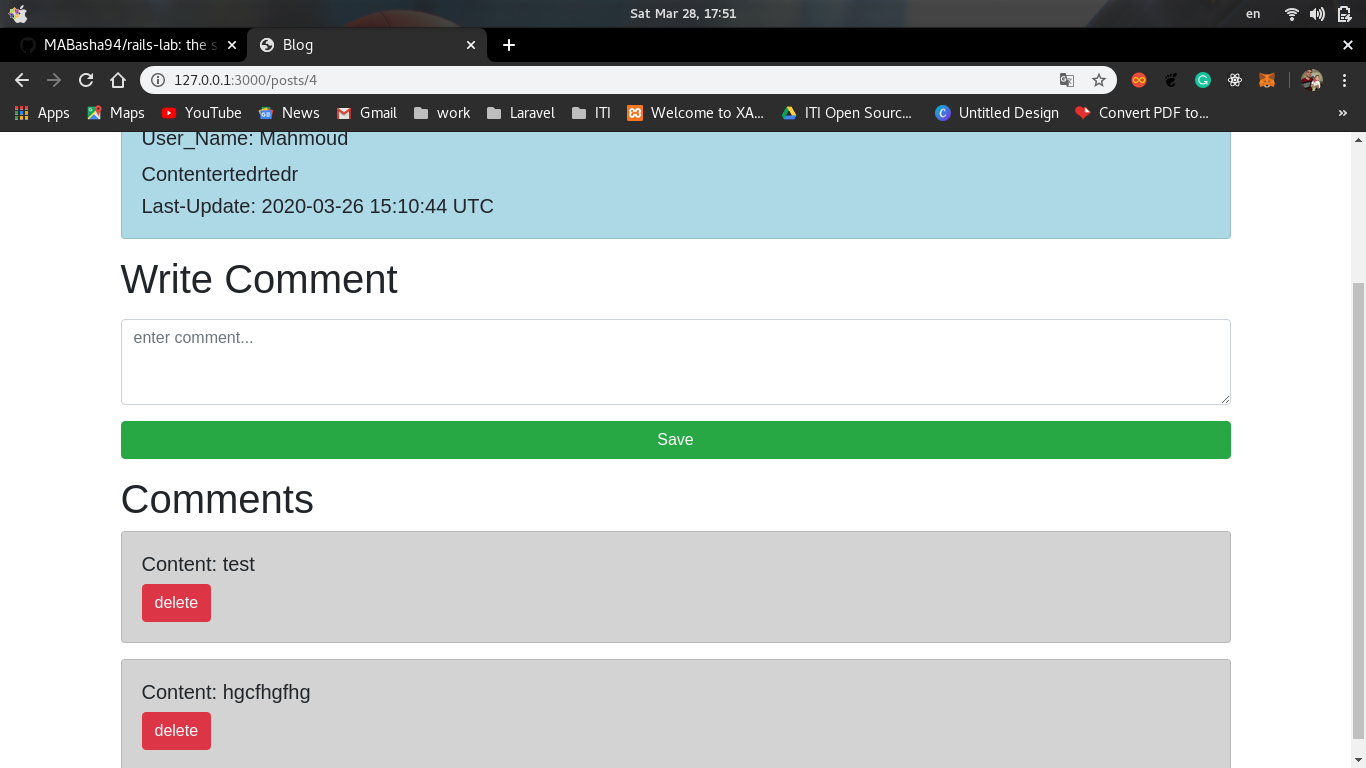 Sat Mar 28, 17:51
en
MABasha94/rails-lab: the s
Blog
127.0.0.1:3000/posts/4
Apps Maps YouTube News Gmail work Laravel ITI Welcome to XA... ITI Open Sourc... Untitled Design Convert PDF to... »
User_Name: Mahmoud
Contentertedrtedr
Last-Update: 2020-03-26 15:10:44 UTC
Write Comment
enter comment...
Save
Comments
Content: test
delete
Content: hgcfhgfhg
delete